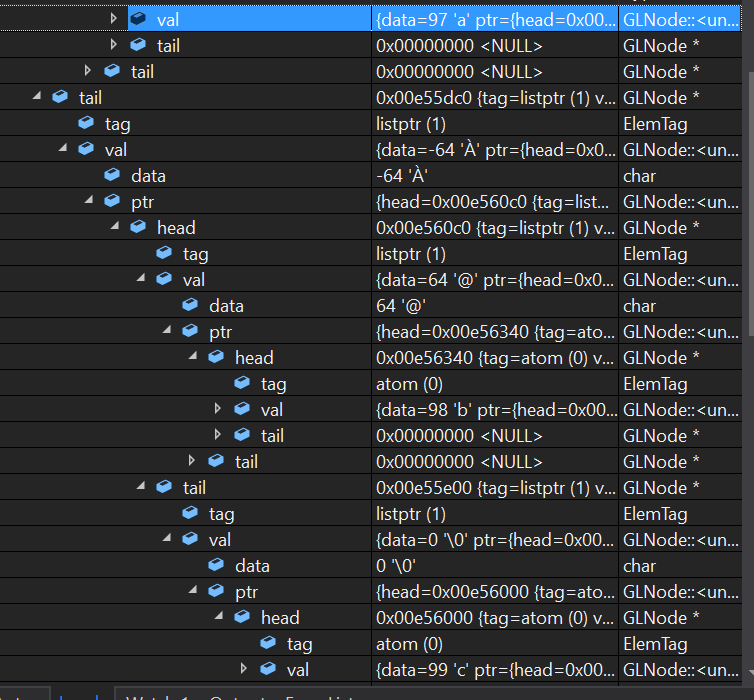 val {data=97 'a' ptr={head=0x00... GLNode::<un...
tail 0x00000000 <NULL> GLNode *
tail 0x00000000 <NULL> GLNode *
tail 0x00e55dc0 {tag=listptr (1) v... GLNode *
tag listptr (1) ElemTag
val {data=-64 'À' ptr={head=0x0... GLNode::<un...
data -64 'À' char
ptr {head=0x00e560c0 {tag=list... GLNode::<un...
head 0x00e560c0 {tag=listptr (1) v... GLNode *
tag listptr (1) ElemTag
val {data=64 '@' ptr={head=0x0... GLNode::<un...
data 64 '@' char
ptr {head=0x00e56340 {tag=ato... GLNode::<un...
head 0x00e56340 {tag=atom (0) v... GLNode *
tag atom (0) ElemTag
val {data=98 'b' ptr={head=0x00... GLNode::<un...
tail 0x00000000 <NULL> GLNode *
tail 0x00000000 <NULL> GLNode *
tail 0x00e55e00 {tag=listptr (1) v... GLNode *
tag listptr (1) ElemTag
val {data=0 '\0' ptr={head=0x00... GLNode::<un...
data 0 '\0' char
ptr {head=0x00e56000 {tag=ato... GLNode::<un...
head 0x00e56000 {tag=atom (0) v... GLNode *
tag atom (0) ElemTag
val {data=99 'c' ptr={head=0x00... GLNode::<un...